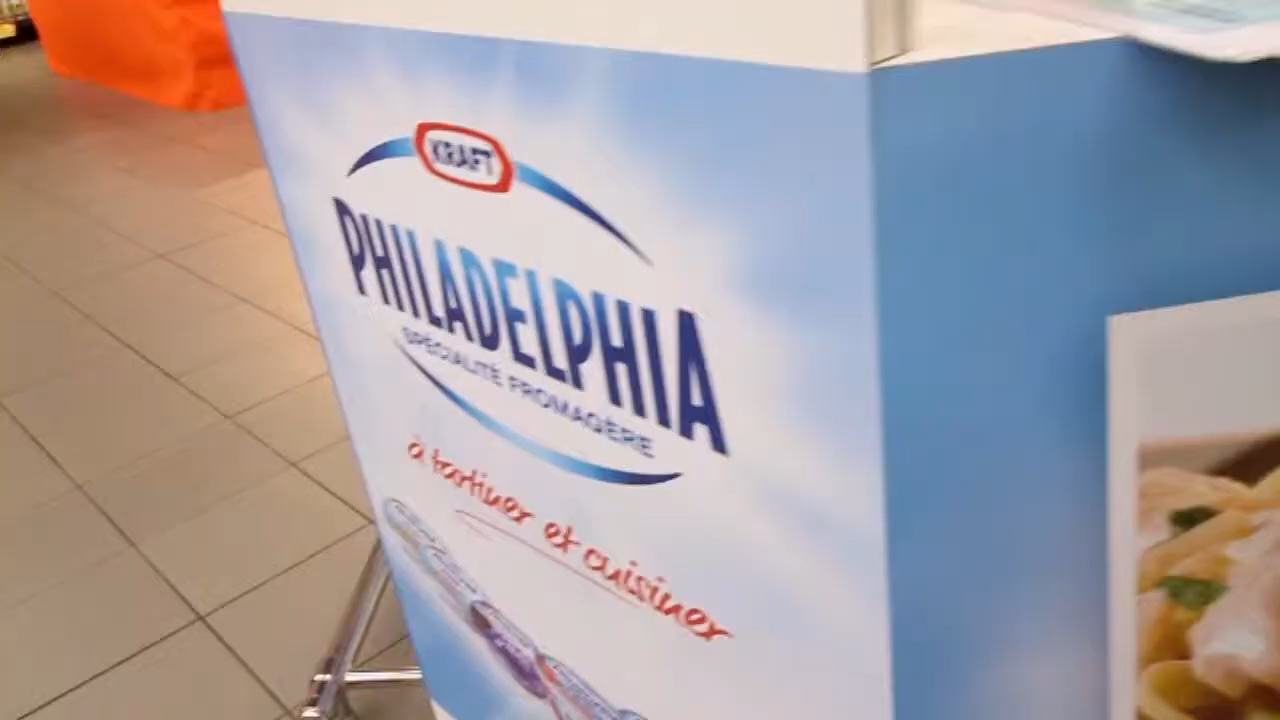 KRAFT
PHILADELPHIA
SPÉCIALITÉ FROMAGÈRE
à tartiner et cuisiner